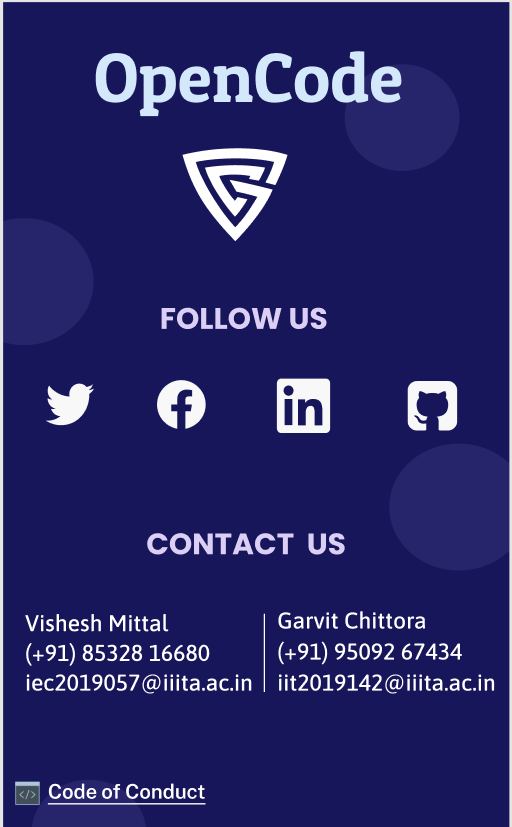 OpenCode
FOLLOW US
in
CONTACT US
Vishesh Mittal
(+91) 85328 16680
iec2019057@iiita.ac.in
Garvit Chittora
(+91) 95092 67434
iit2019142@iiita.ac.in
Code of Conduct